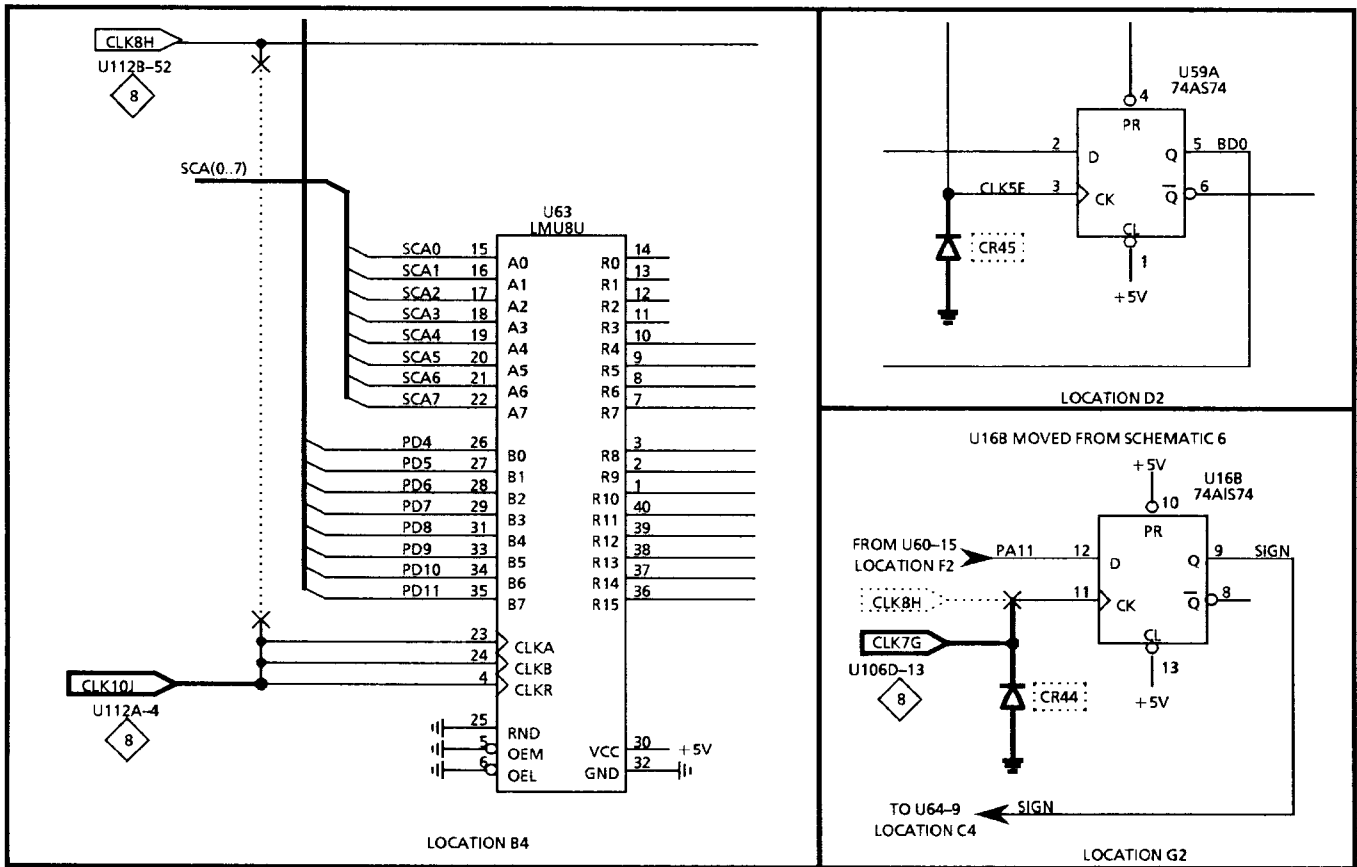 CLK8H
U112B–52
8
SCA(0..7)
U63
LMU8U
SCA0 15 A0 R0 14
SCA1 16 A1 R1 13
SCA2 17 A2 R2 12
SCA3 18 A3 R3 11
SCA4 19 A4 R4 10
SCA5 20 A5 R5 9
SCA6 21 A6 R6 8
SCA7 22 A7 R7 7
PD4 26 B0 R8 3
PD5 27 B1 R9 2
PD6 28 B2 R10 1
PD7 29 B3 R11 40
PD8 31 B4 R12 39
PD9 33 B5 R13 38
PD10 34 B6 R14 37
PD11 35 B7 R15 36
23 CLKA
24 CLKB
4 CLKR
CLK10J
U112A–4
8
25 RND
5 OEM VCC 30 +5V
6 OEL GND 32
LOCATION B4
U59A
74AS74
4
PR
2 D Q 5 BD0
CLK5E 3 CK Q 6
CL
1
+5V
CR45
LOCATION D2
U16B MOVED FROM SCHEMATIC 6
+5V
U16B
74AIS74
10
PR
FROM U60–15
LOCATION F2
PA11 12 D Q 9 SIGN
CLK8H 11 CK Q 8
CLK7G
U106D–13
8
CL
13
+5V
CR44
TO U64–9
LOCATION C4
SIGN
LOCATION G2